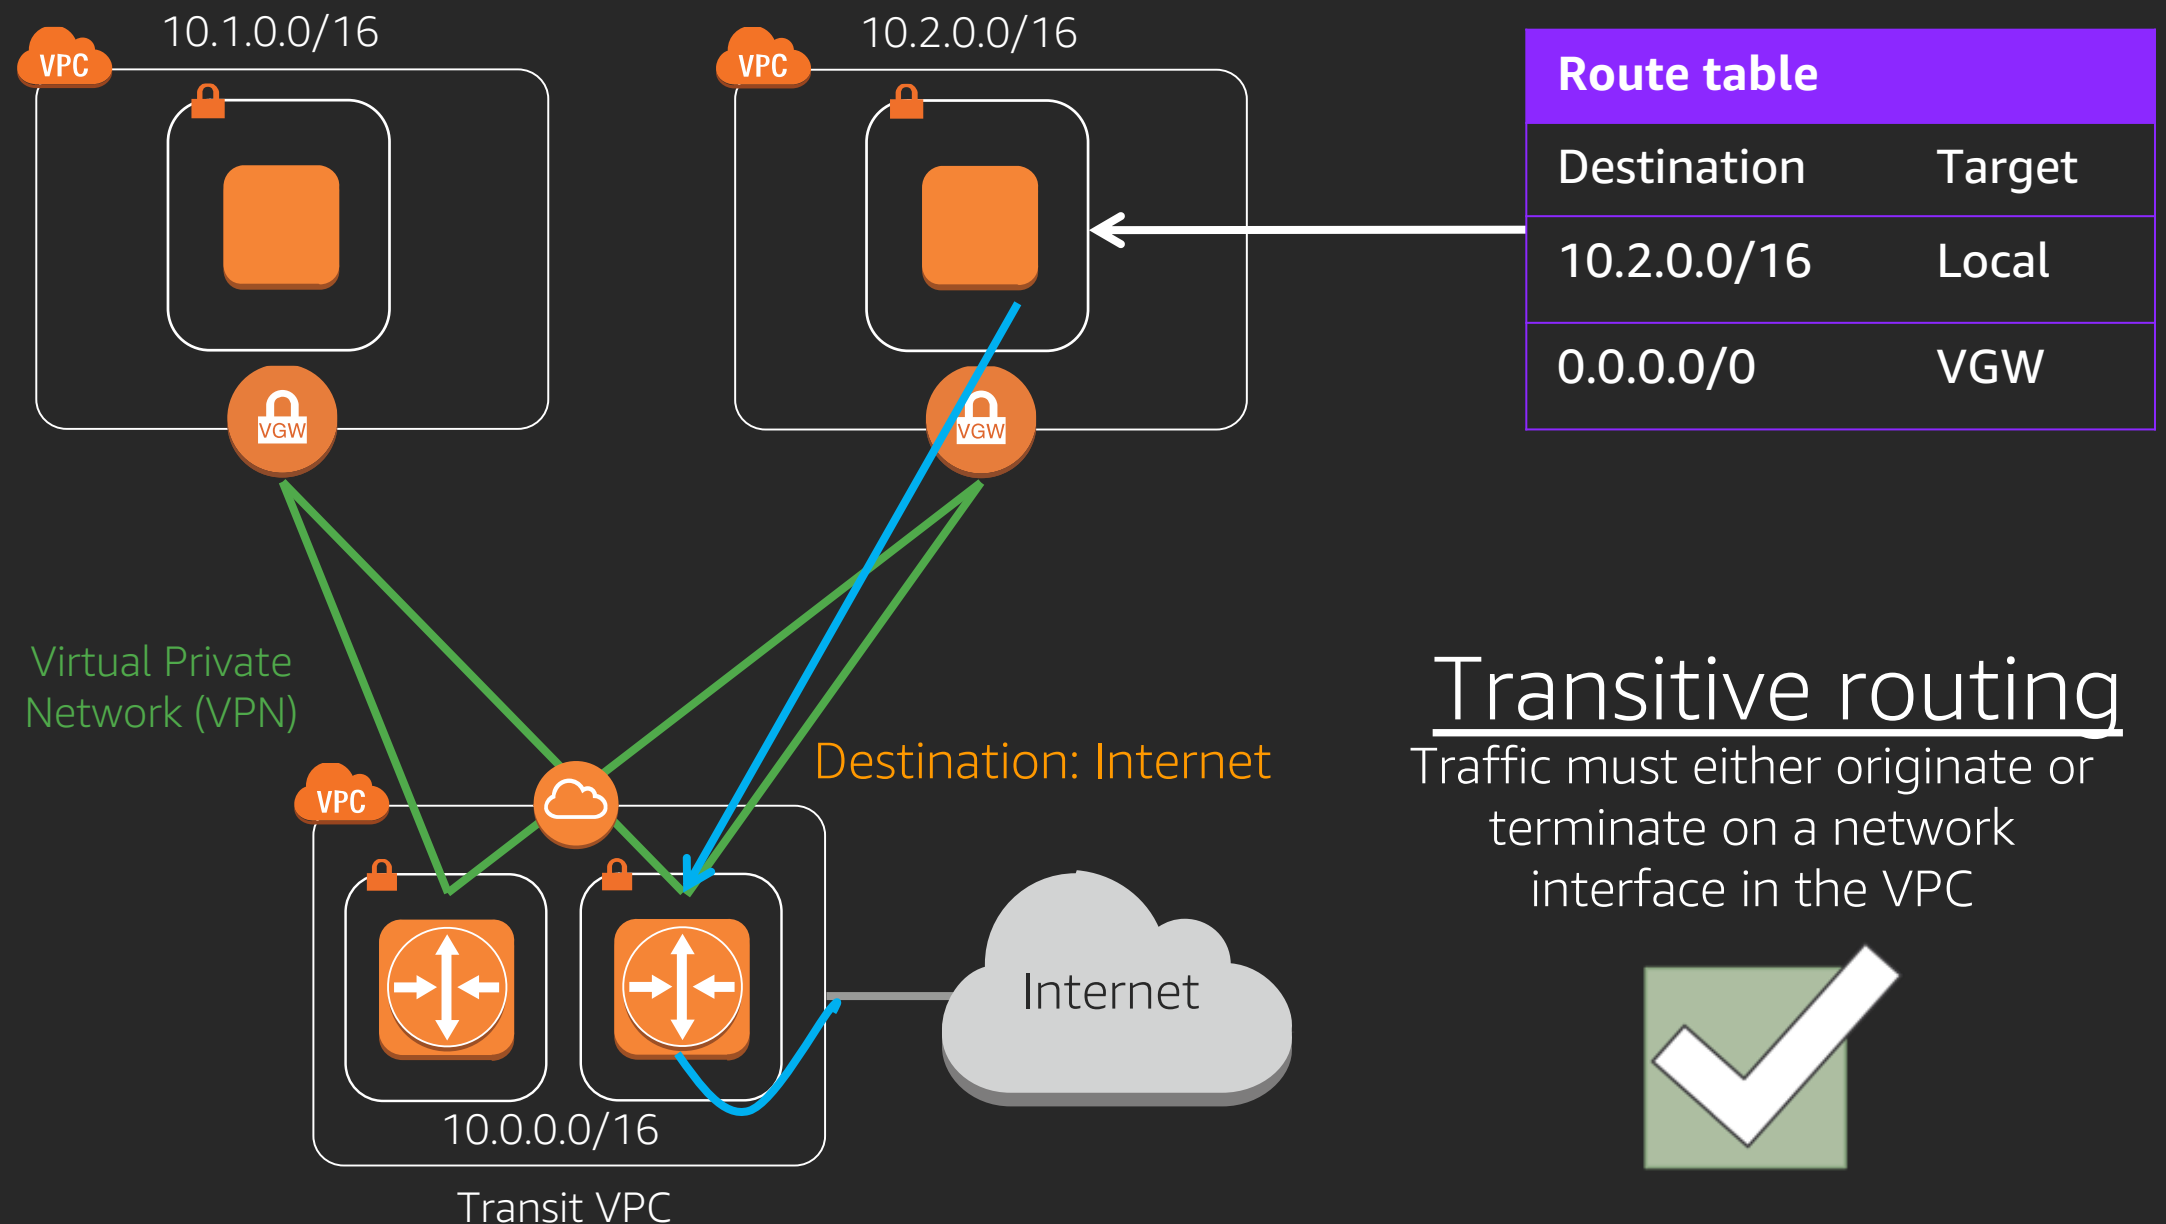 10.1.0.0/16
VPC
VGW
10.2.0.0/16
VPC
VGW
Route table
Destination Target
10.2.0.0/16 Local
0.0.0.0/0 VGW
Virtual Private
Network (VPN)
Destination: Internet
Transitive routing
Traffic must either originate or
terminate on a network
interface in the VPC
VPC
Internet
10.0.0.0/16
Transit VPC